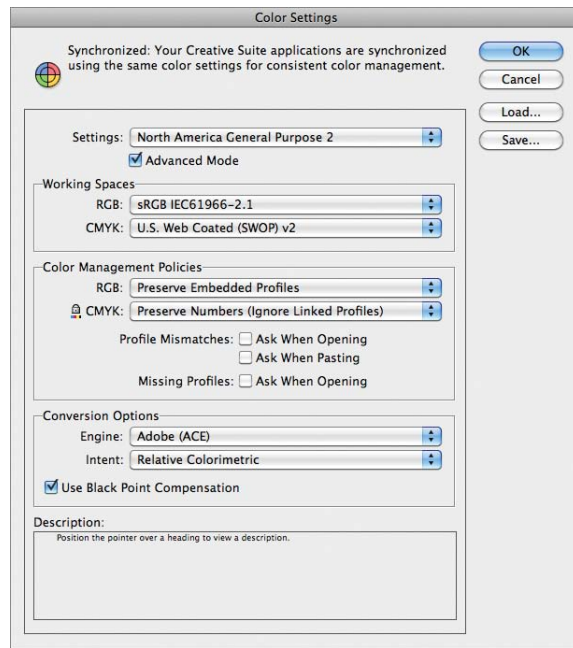 Color Settings
Synchronized: Your Creative Suite applications are synchronized
using the same color settings for consistent color management.
OK
Cancel
Load...
Save...
Settings: North America General Purpose 2
Advanced Mode
Working Spaces
RGB: sRGB IEC61966-2.1
CMYK: U.S. Web Coated (SWOP) v2
Color Management Policies
RGB: Preserve Embedded Profiles
CMYK: Preserve Numbers (Ignore Linked Profiles)
Profile Mismatches: Ask When Opening
Ask When Pasting
Missing Profiles: Ask When Opening
Conversion Options
Engine: Adobe (ACE)
Intent: Relative Colorimetric
Use Black Point Compensation
Description:
Position the pointer over a heading to view a description.